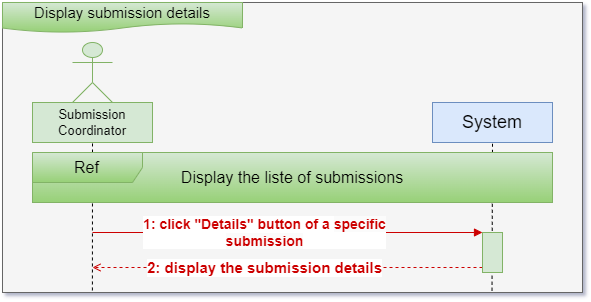 Display submission details
Submission
Coordinator
System
Ref
Display the liste of submissions
1: click "Details" button of a specific
submission
2: display the submission details